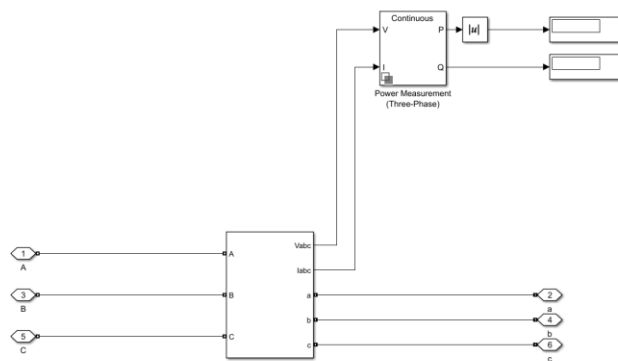 Continuous
V
P
|u|
I
Q
Power Measurement
(Three-Phase)
Vabc
1
A
A
Iabc
3
B
B
a
2
a
b
4
b
5
C
C
c
6
c